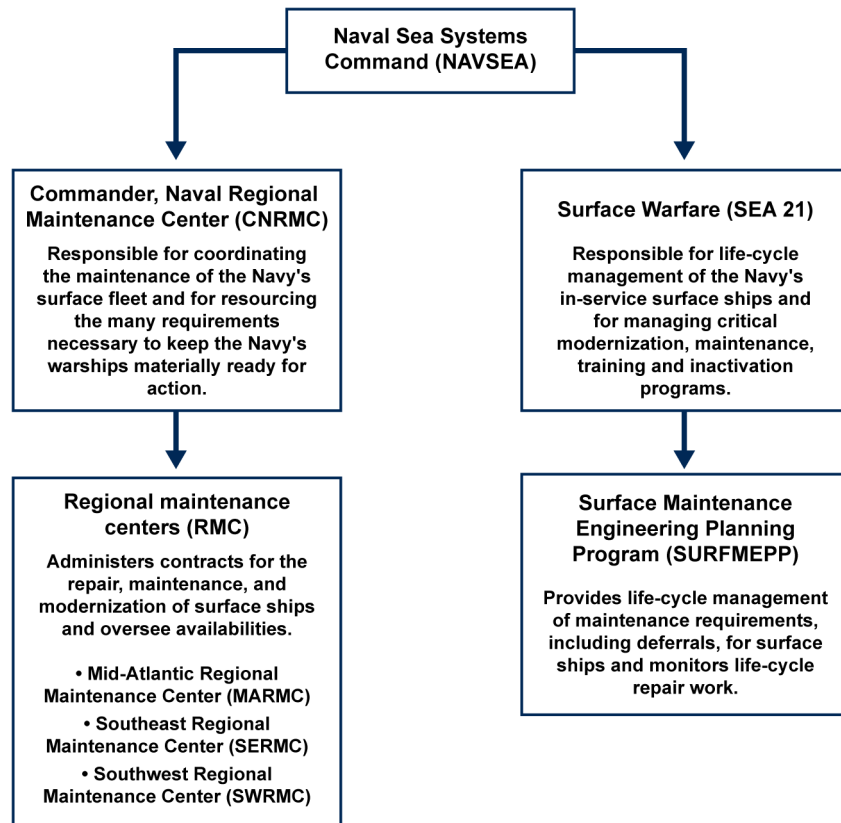 Naval Sea Systems
Command (NAVSEA)
Commander, Naval Regional
Maintenance Center (CNRMC)
Responsible for coordinating
the maintenance of the Navy's
surface fleet and for resourcing
the many requirements
necessary to keep the Navy's
warships materially ready for
action.
Regional maintenance
centers (RMC)
Administers contracts for the
repair, maintenance, and
modernization of surface ships
and oversee availabilities.
• Mid-Atlantic Regional
Maintenance Center (MARMC)
• Southeast Regional
Maintenance Center (SERMC)
• Southwest Regional
Maintenance Center (SWRMC)
Surface Warfare (SEA 21)
Responsible for life-cycle
management of the Navy's
in-service surface ships and
for managing critical
modernization, maintenance,
training and inactivation
programs.
Surface Maintenance
Engineering Planning
Program (SURFMEPP)
Provides life-cycle management
of maintenance requirements,
including deferrals, for surface
ships and monitors life-cycle
repair work.